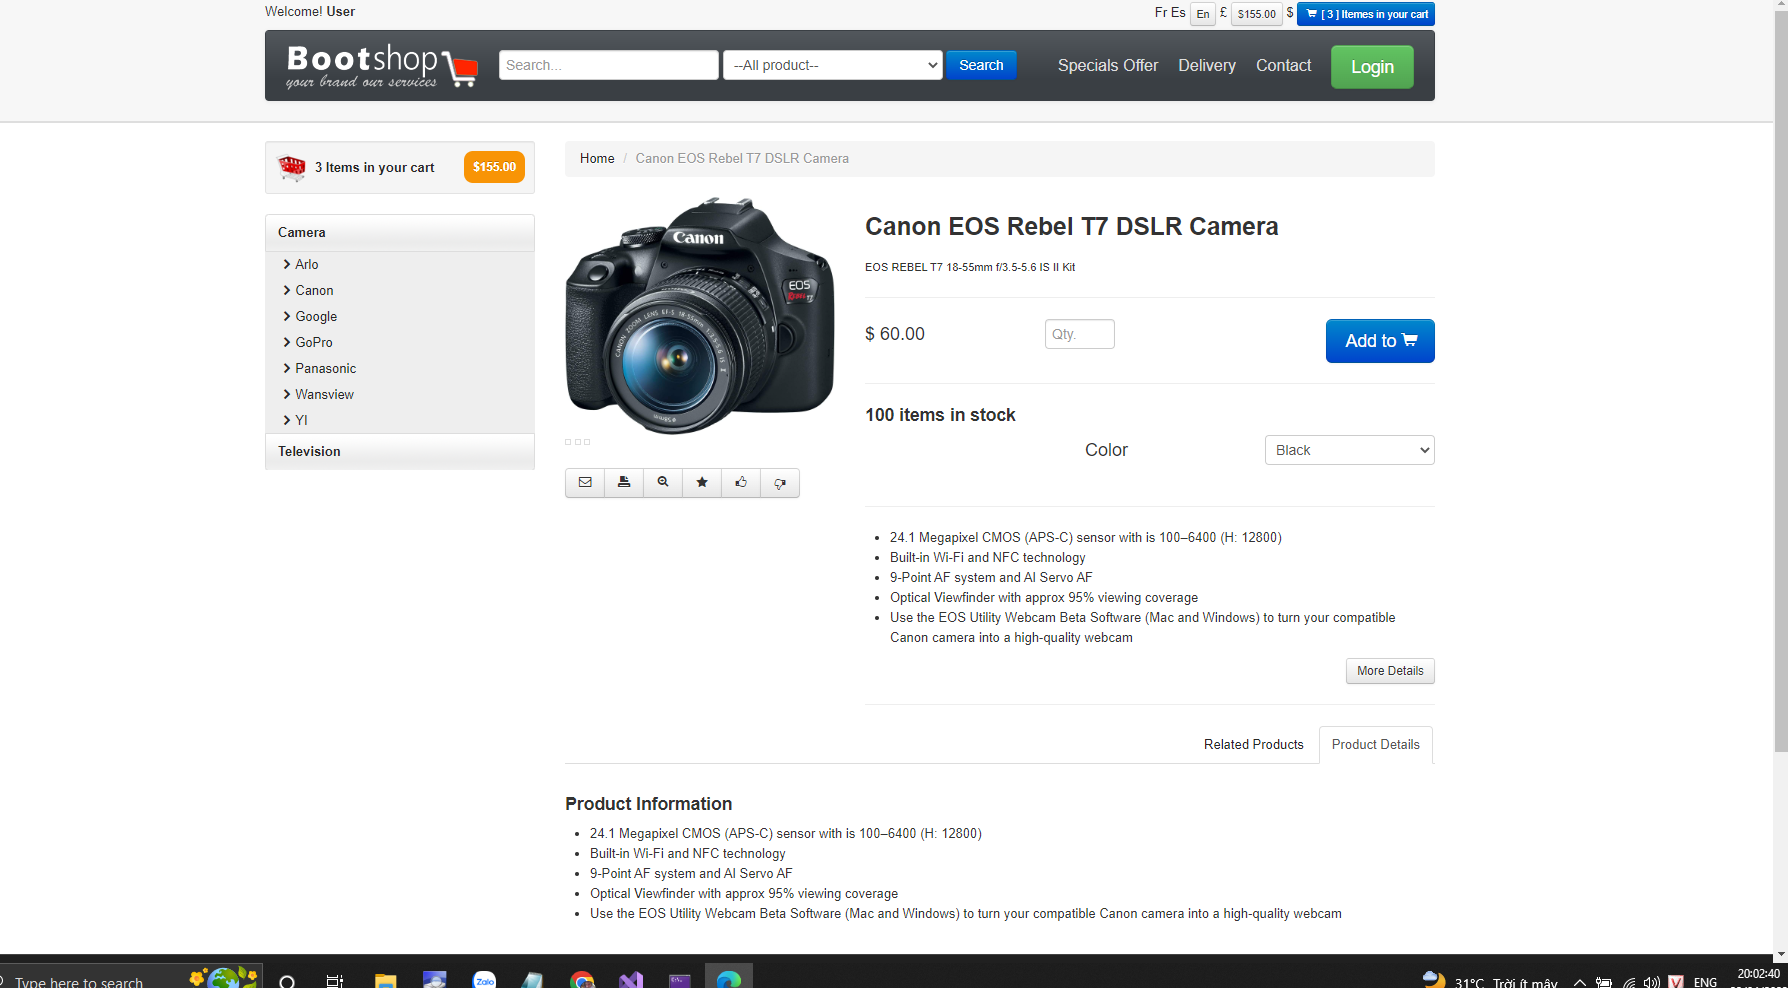 Welcome! User
Fr Es En £ $155.00 $ [ 3 ] Itemes in your cart
Bootshop
your brand our services
Search...
--All product--
Search
Specials Offer
Delivery
Contact
Login
3 Items in your cart
$155.00
Camera
Arlo
Canon
Google
GoPro
Panasonic
Wansview
YI
Television
Home / Canon EOS Rebel T7 DSLR Camera
Canon
EOS
Rebel T7
Canon EOS Rebel T7 DSLR Camera
EOS REBEL T7 18-55mm f/3.5-5.6 IS II Kit
$ 60.00
Qty.
Add to
100 items in stock
Color
Black
24.1 Megapixel CMOS (APS-C) sensor with is 100–6400 (H: 12800)
Built-in Wi-Fi and NFC technology
9-Point AF system and AI Servo AF
Optical Viewfinder with approx 95% viewing coverage
Use the EOS Utility Webcam Beta Software (Mac and Windows) to turn your compatible
Canon camera into a high-quality webcam
More Details
Related Products
Product Details
Product Information
24.1 Megapixel CMOS (APS-C) sensor with is 100–6400 (H: 12800)
Built-in Wi-Fi and NFC technology
9-Point AF system and AI Servo AF
Optical Viewfinder with approx 95% viewing coverage
Use the EOS Utility Webcam Beta Software (Mac and Windows) to turn your compatible Canon camera into a high-quality webcam
Type here to search
Zalo
31°C Trời ít mây
ENG
20:02:40